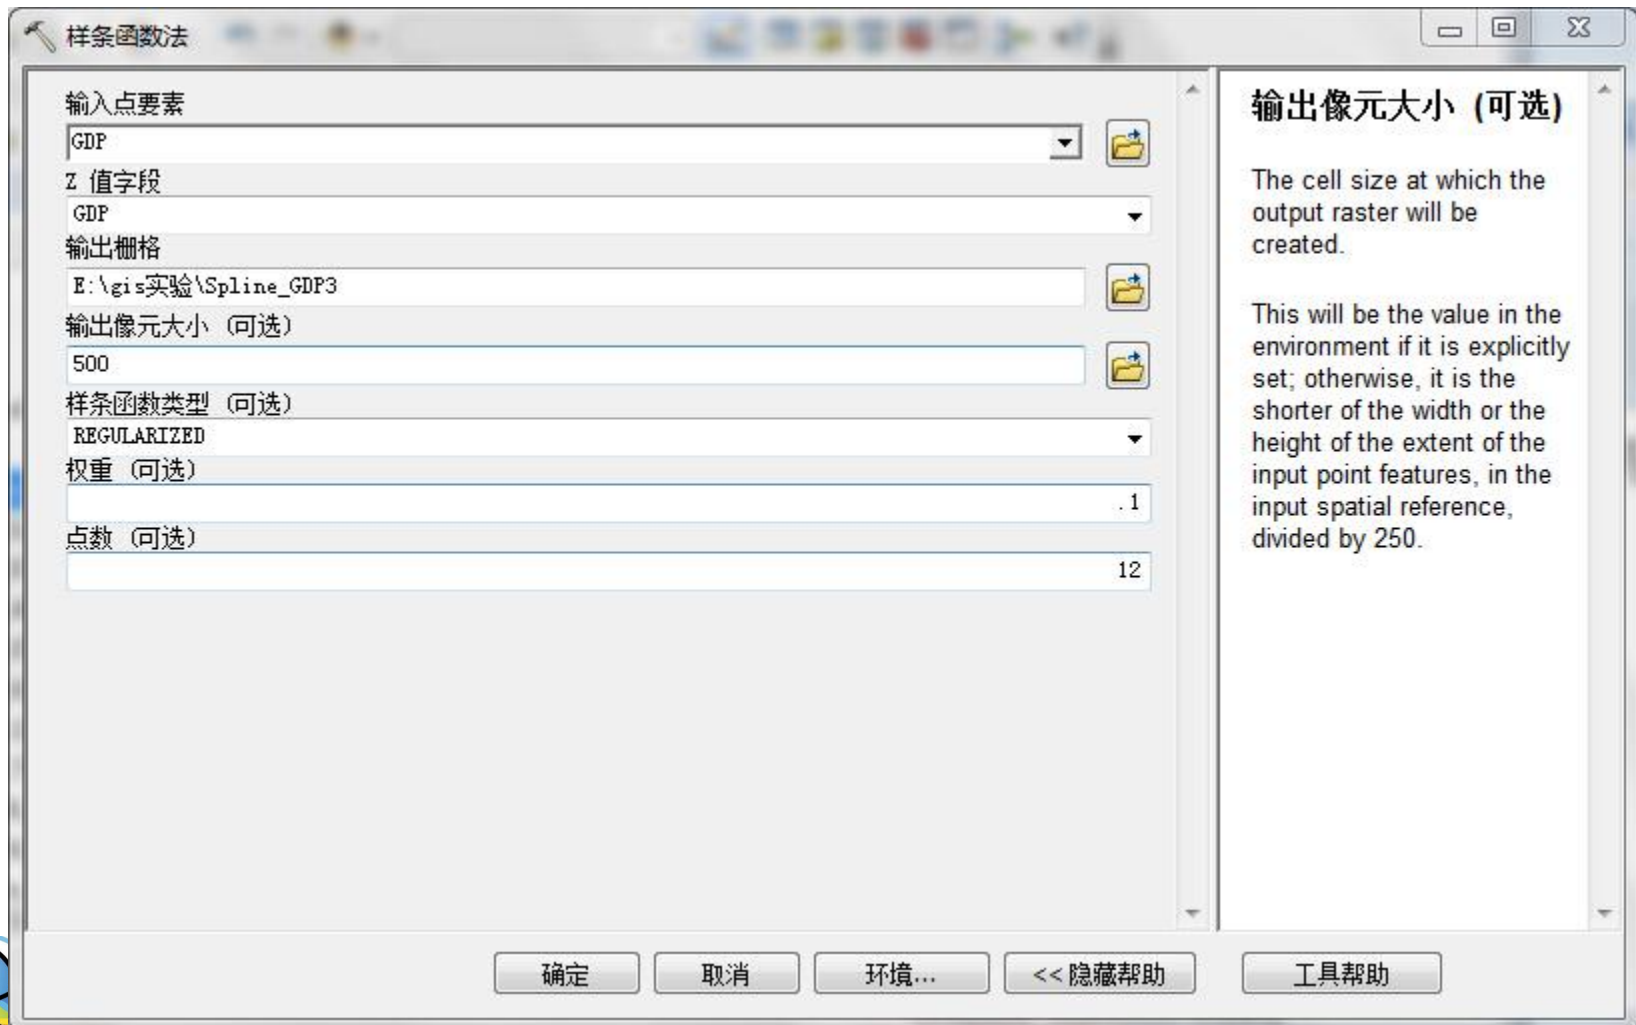 样条函数法
输入点要素
GDP
Z 值字段
GDP
输出栅格
E:\gis实验\Spline_GDP3
输出像元大小 (可选)
500
样条函数类型 (可选)
REGULARIZED
权重 (可选)
.1
点数 (可选)
12
确定
取消
环境...
<< 隐藏帮助
输出像元大小 (可选)
The cell size at which the
output raster will be
created.
This will be the value in the
environment if it is explicitly
set; otherwise, it is the
shorter of the width or the
height of the extent of the
input point features, in the
input spatial reference,
divided by 250.
工具帮助